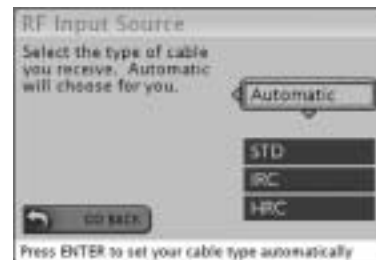 RF Input Source
Select the type of cable
you receive. Automatic
will choose for you.
Automatic
STD
IRC
HRC
GO BACK
Press ENTER to set your cable type automatically